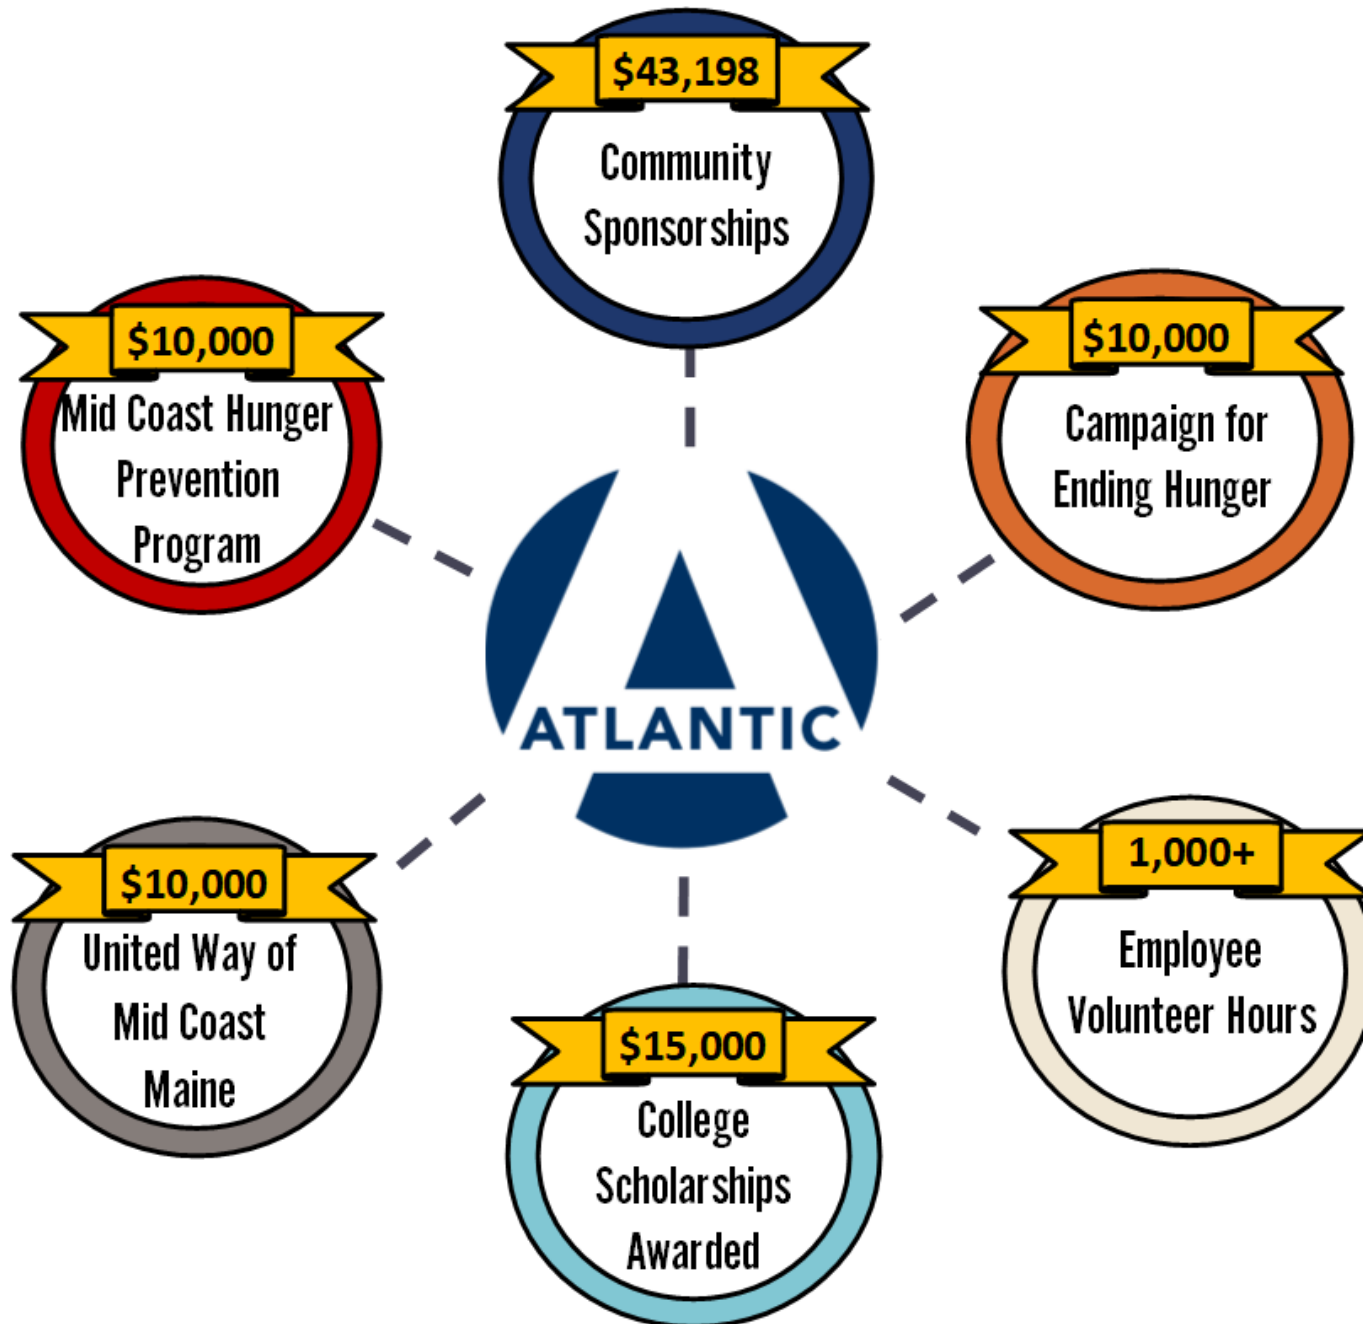 $43,198
Community
Sponsorships
$10,000
Mid Coast Hunger
Prevention
Program
$10,000
Campaign for
Ending Hunger
ATLANTIC
$10,000
United Way of
Mid Coast
Maine
1,000+
Employee
Volunteer Hours
$15,000
College
Scholarships
Awarded